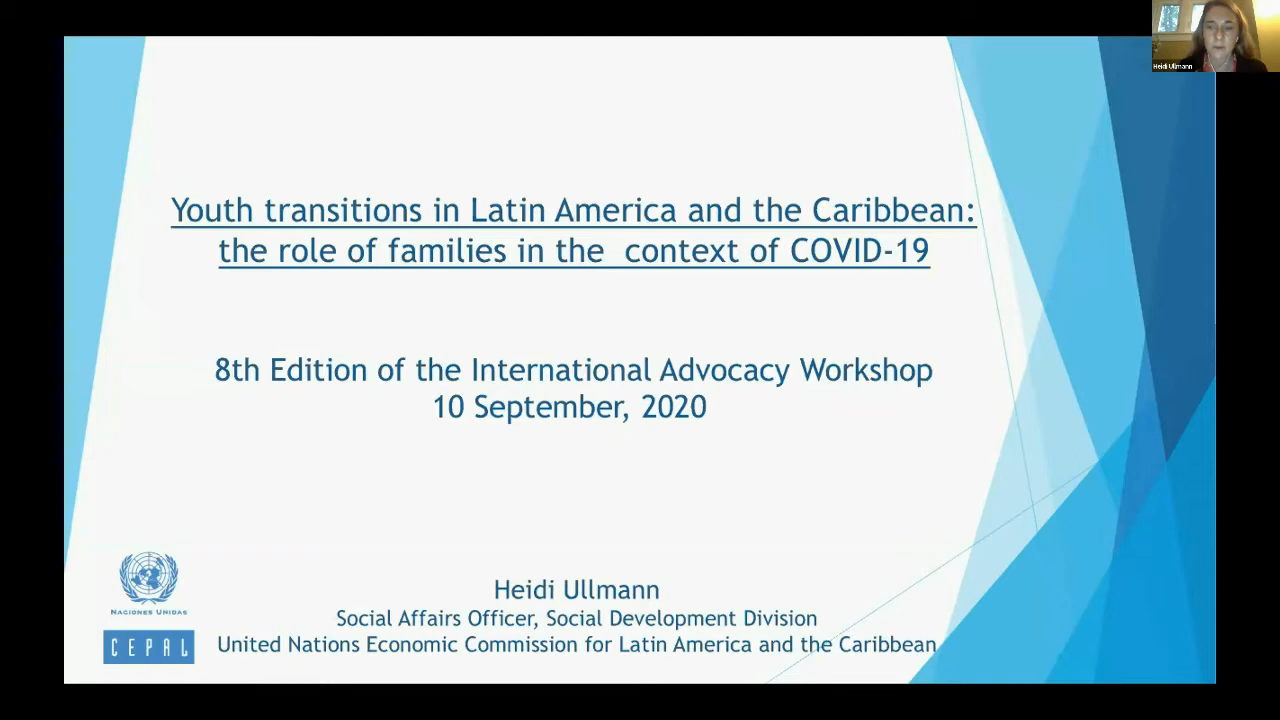 Heidi Ullmann
Youth transitions in Latin America and the Caribbean:
the role of families in the context of COVID-19
8th Edition of the International Advocacy Workshop
10 September, 2020
NACIONES UNIDAS
CEPAL
Heidi Ullmann
Social Affairs Officer, Social Development Division
United Nations Economic Commission for Latin America and the Caribbean